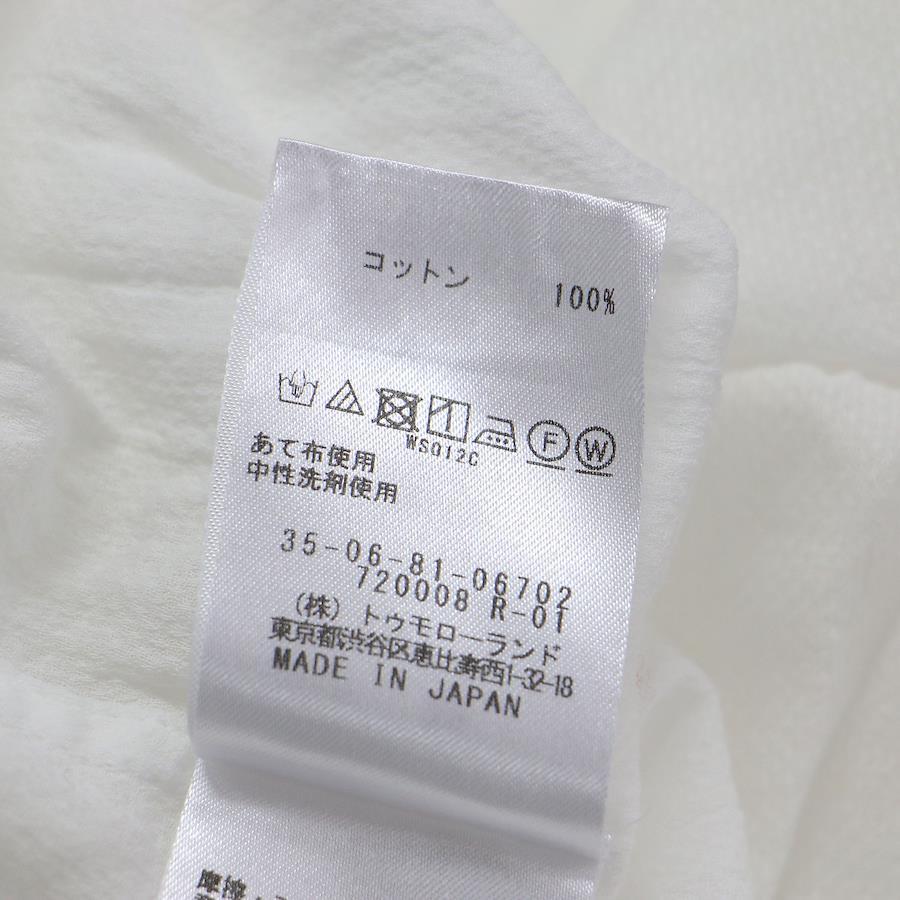 コットン 100%
WS012C
F W
あて布使用
中性洗剤使用
35-06-81-06702
720008 R-01
(株) トゥモローランド
東京都渋谷区恵比寿西1-32-18
MADE IN JAPAN
摩擦